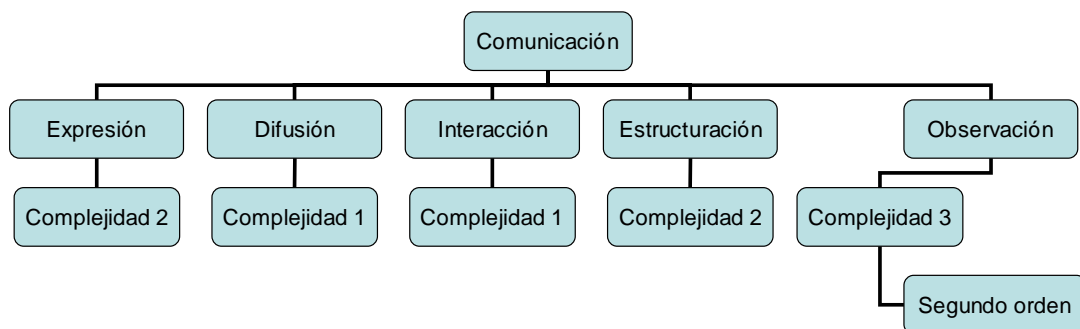 Comunicación
Expresión
Difusión
Interacción
Estructuración
Observación
Complejidad 2
Complejidad 1
Complejidad 1
Complejidad 2
Complejidad 3
Segundo orden